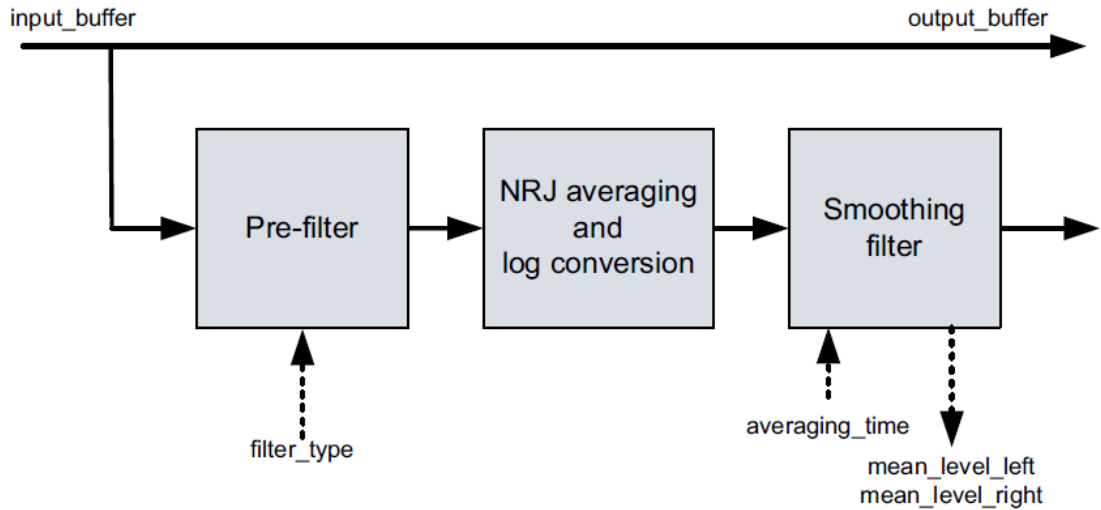 input_buffer
output_buffer
Pre-filter
NRJ averaging
and
log conversion
Smoothing
filter
filter_type
averaging_time
mean_level_left
mean_level_right